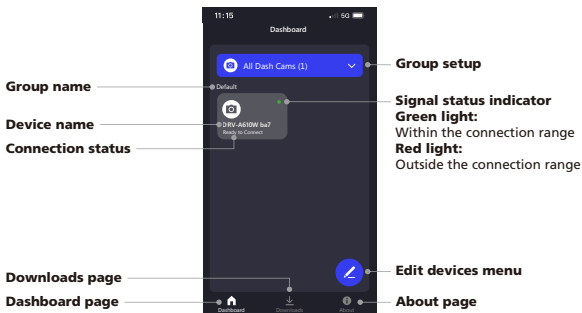 11:15
5G
Dashboard
All Dash Cams (1)
Group setup
Group name
Default
Signal status indicator
Green light:
Within the connection range
Red light:
Outside the connection range
Device name
DRV-A610W ba7
Connection status
Ready to Connect
Edit devices menu
Downloads page
Dashboard page
Dashboard
Downloads
About
About page